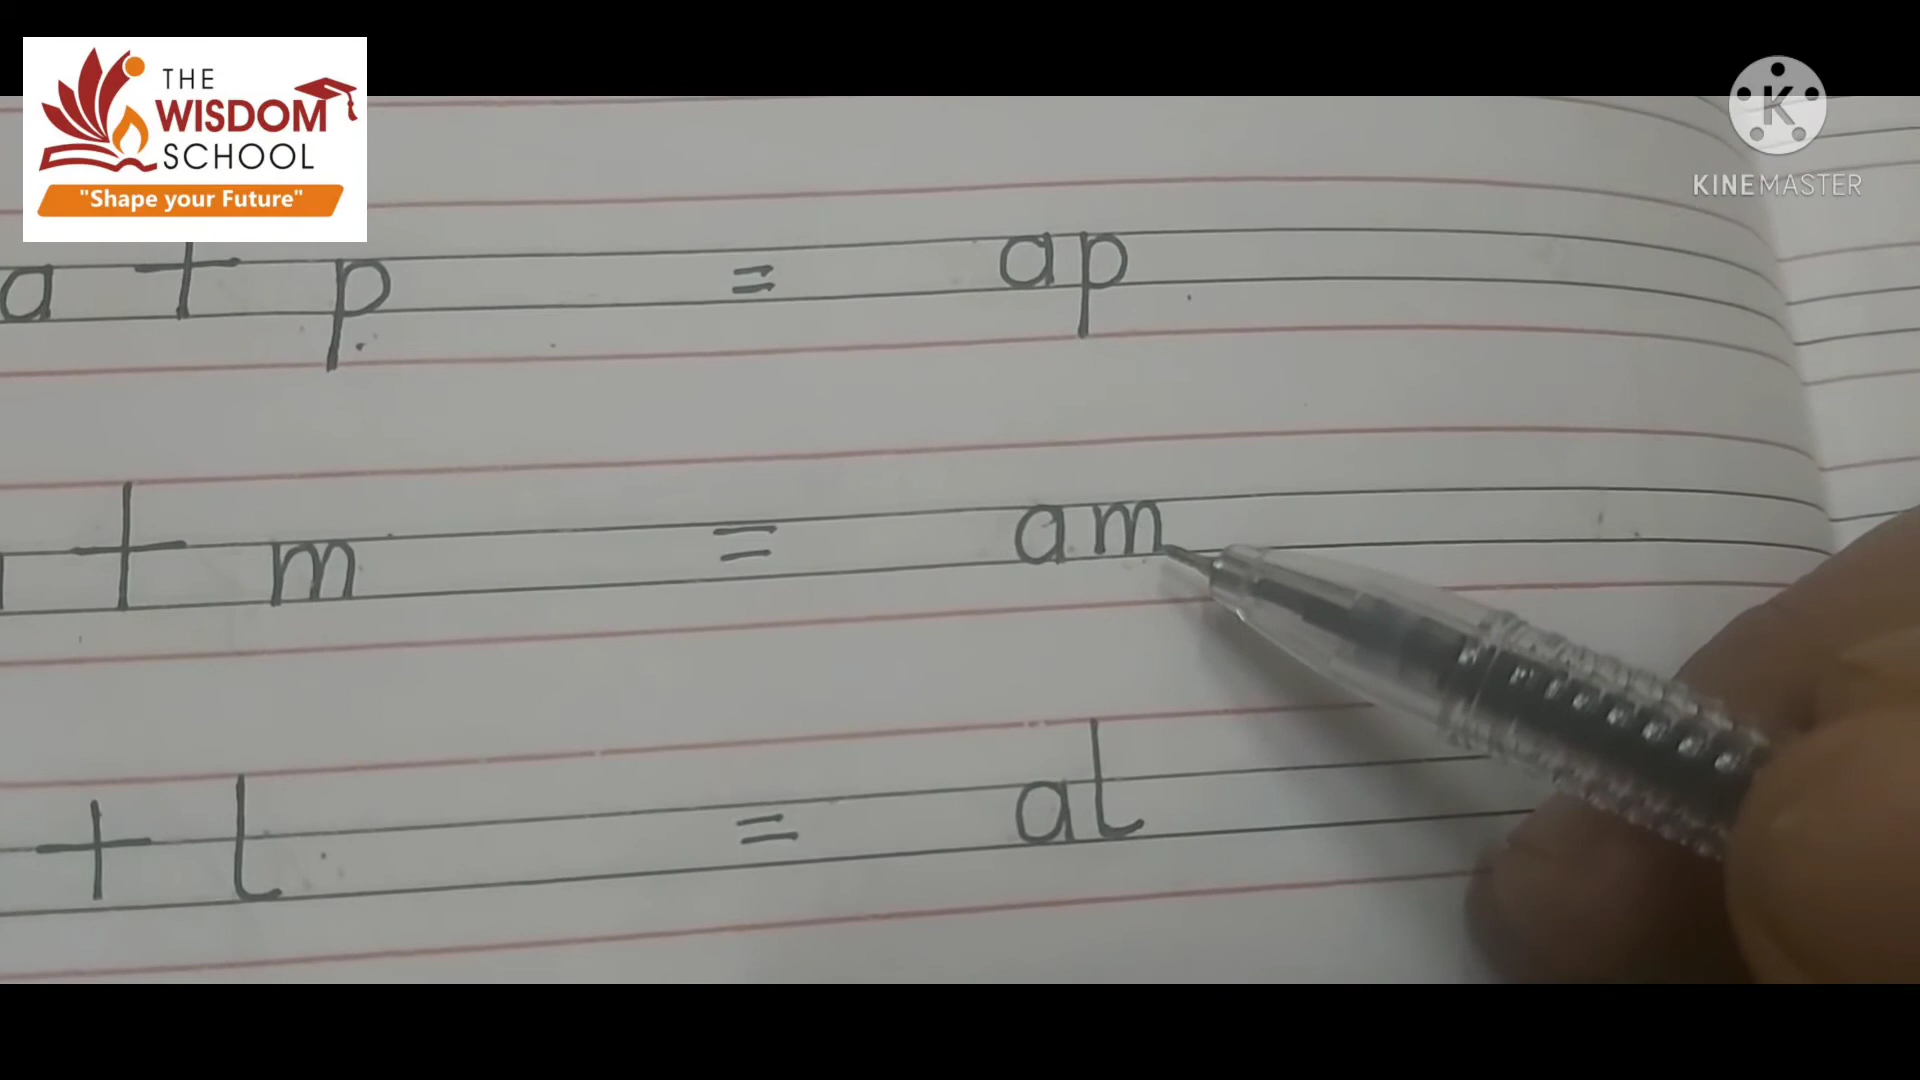 THE
WISDOM
SCHOOL
"Shape your Future"
K
KINEMASTER
a + p = ap
+ m = am
+ l = al